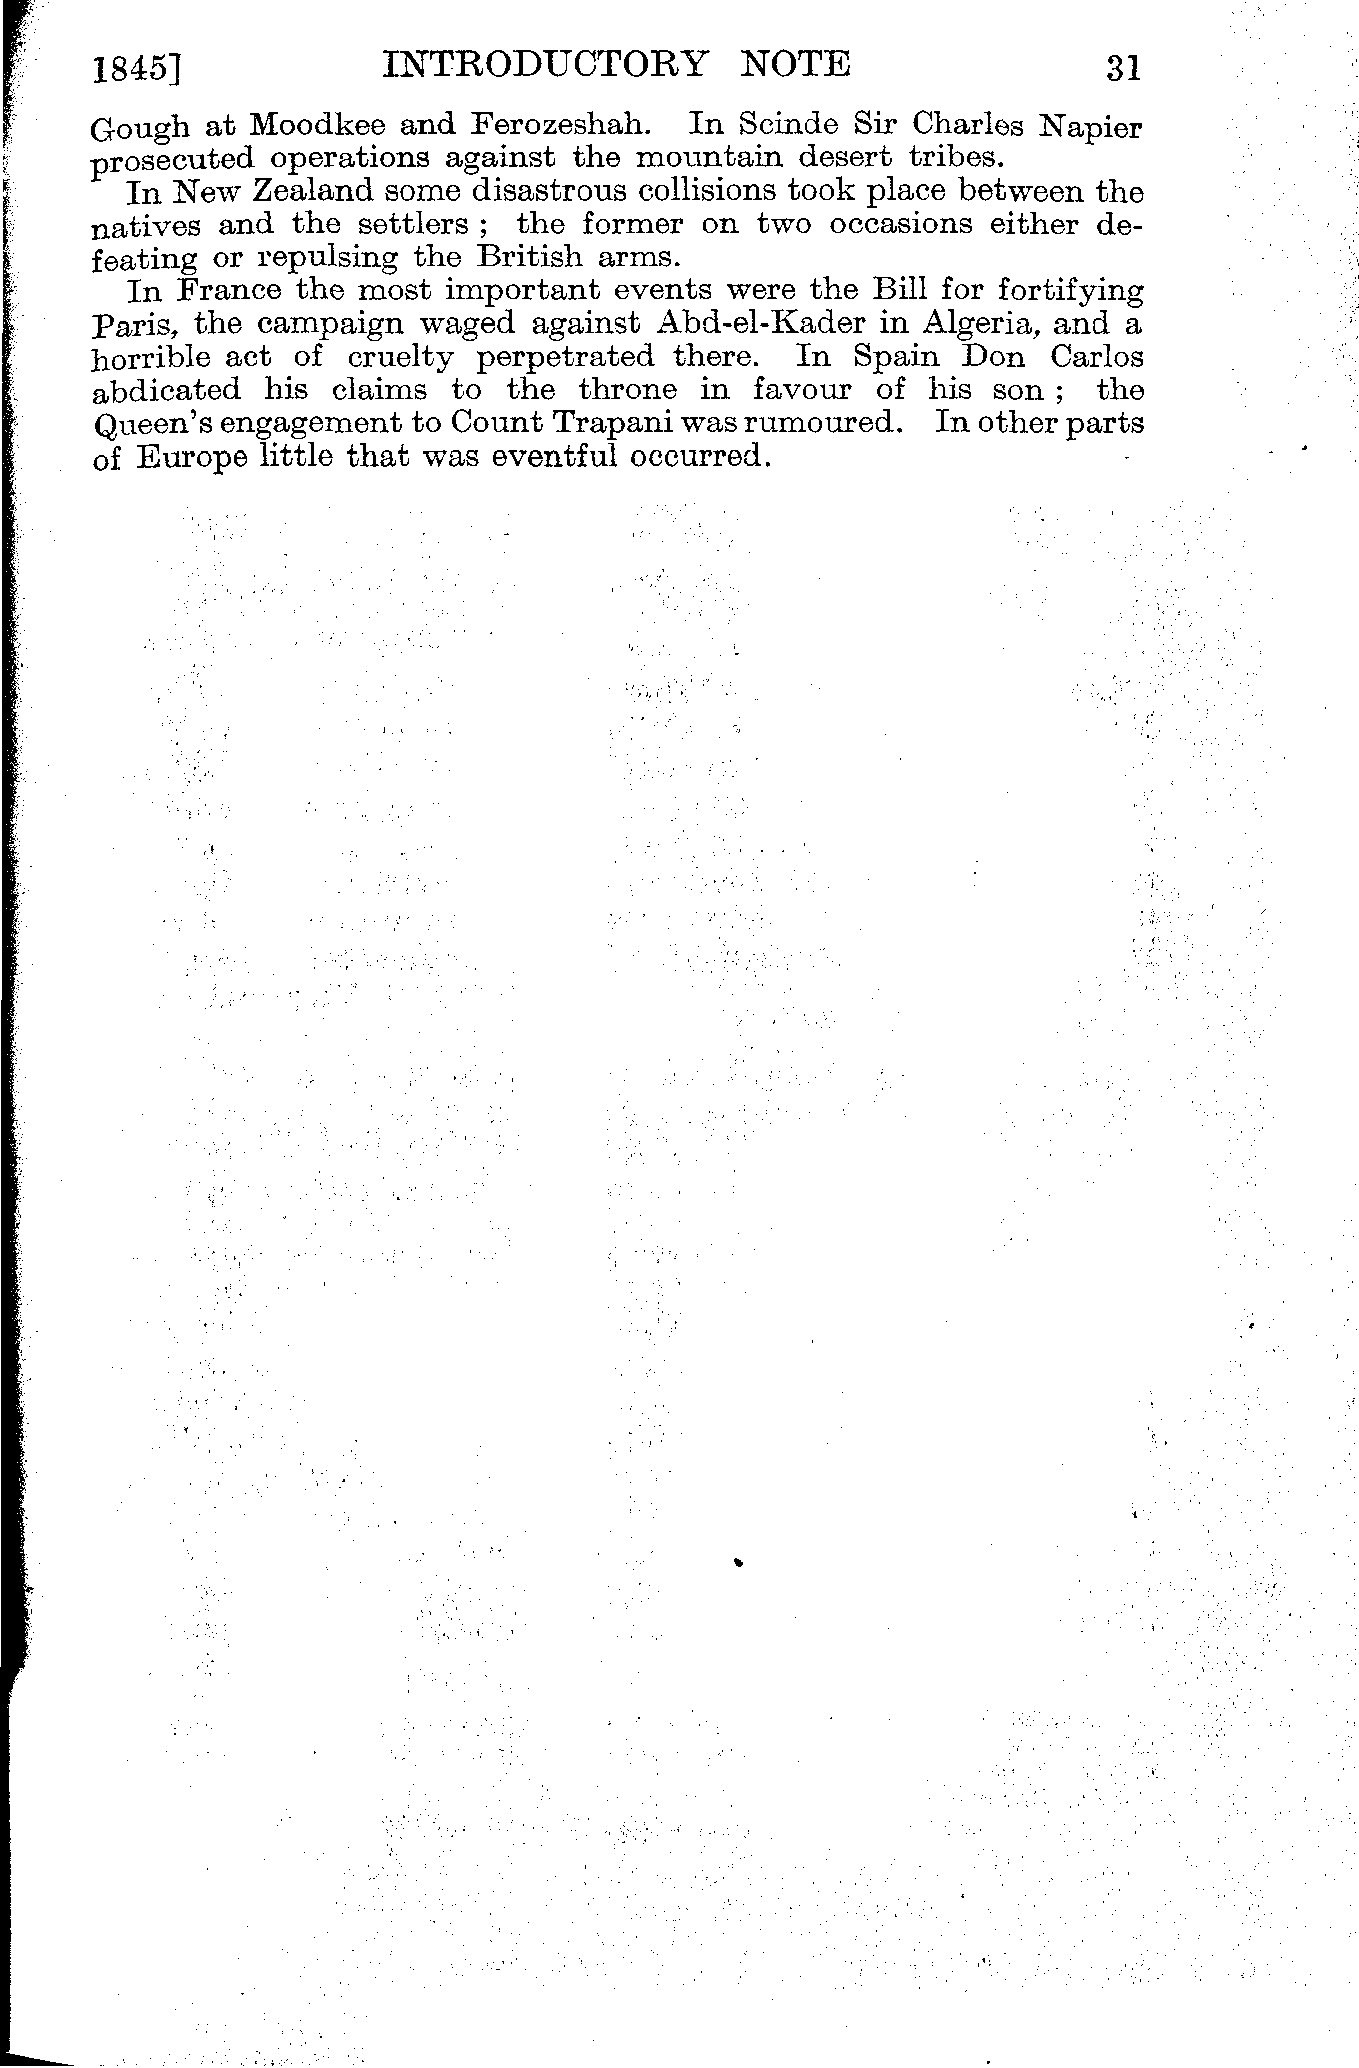 1845] INTRODUCTORY NOTE 31
Gough at Moodkee and Ferozeshah. In Scinde Sir Charles Napier
prosecuted operations against the mountain desert tribes.
In New Zealand some disastrous collisions took place between the
natives and the settlers ; the former on two occasions either de-
feating or repulsing the British arms.
In France the most important events were the Bill for fortifying
Paris, the campaign waged against Abd-el-Kader in Algeria, and a
horrible act of cruelty perpetrated there. In Spain Don Carlos
abdicated his claims to the throne in favour of his son ; the
Queen's engagement to Count Trapani was rumoured. In other parts
of Europe little that was eventful occurred.